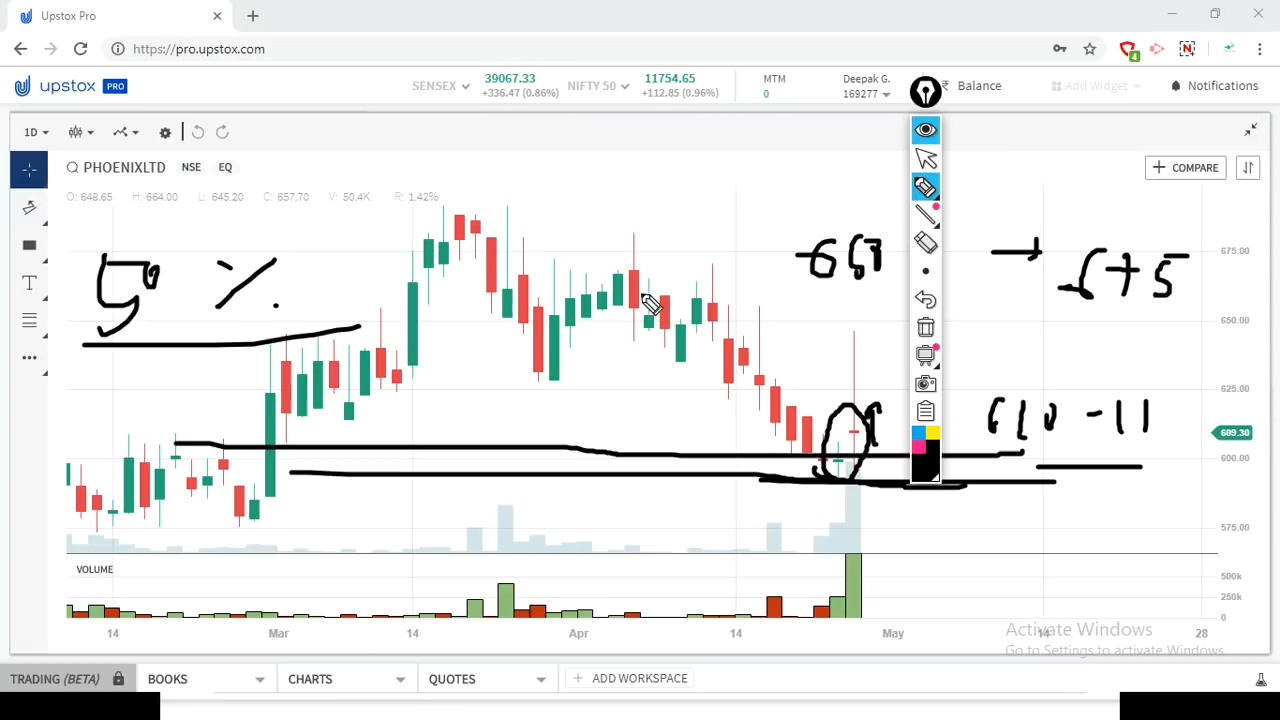 Upstox Pro
https://pro.upstox.com
4
upstox PRO
SENSEX 39067.33 +336.47 (0.86%) NIFTY 50 11754.65 +112.85 (0.96%)
MTM 0
Deepak G. 169277
₹ Balance
Add Widget
Notifications
1D
PHOENIXLTD NSE EQ
COMPARE
O: 648.65 H: 664.00 L: 645.20 C: 657.70 V: 50.4K R: 1.42%
T
50 %
675.00
650.00
625.00
610 - 11
609.30
600.00
575.00
VOLUME
500k
250k
0
14 Mar 14 Apr 14 May 14 28
Activate Windows
Go to Settings to activate Windows.
TRADING (BETA) BOOKS CHARTS QUOTES + ADD WORKSPACE